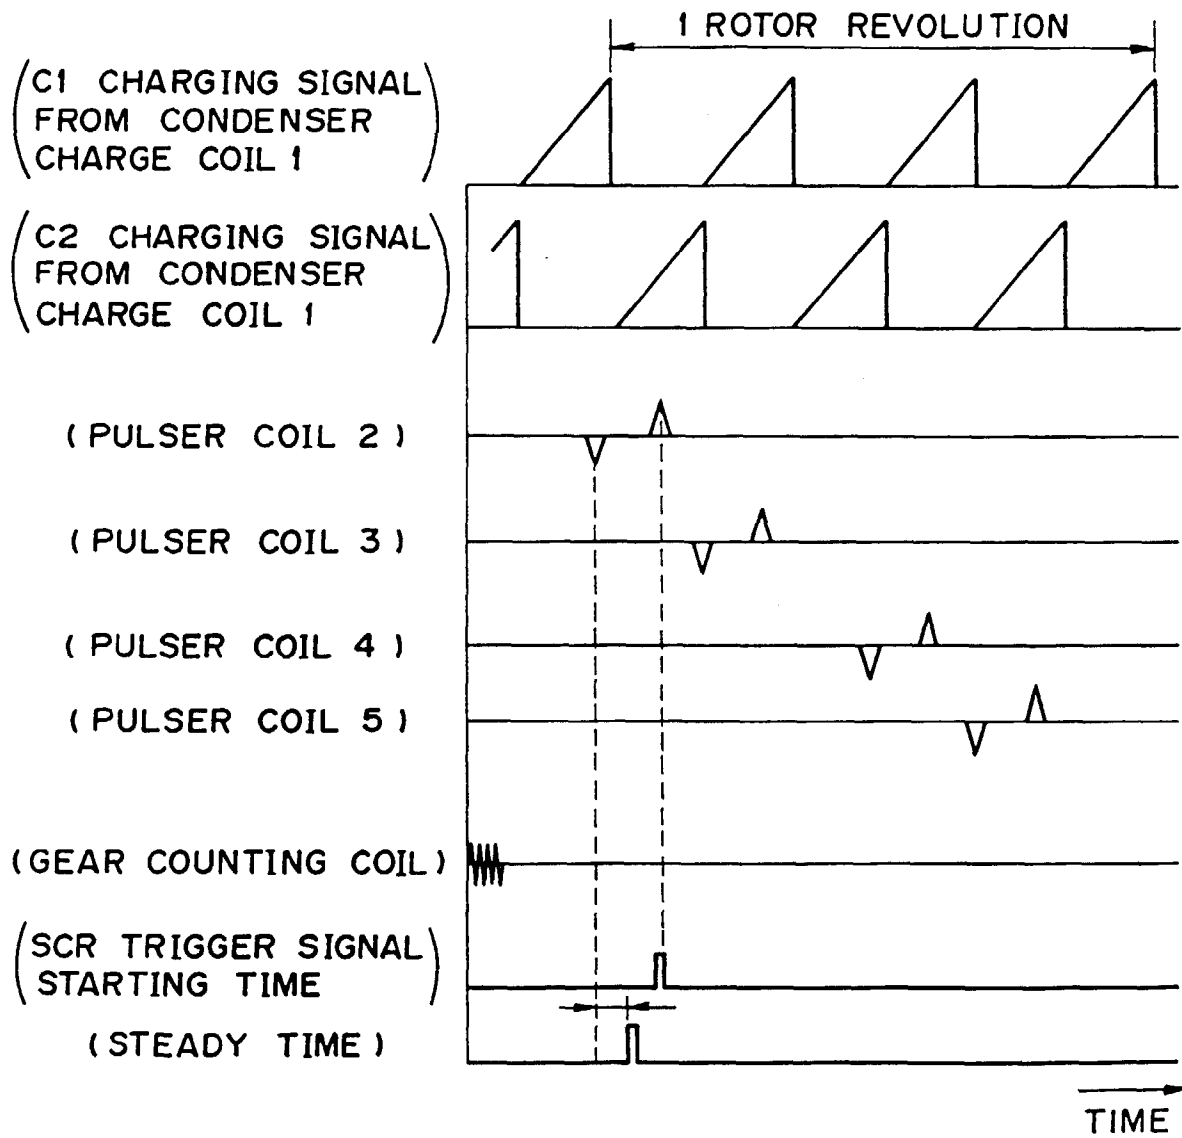 1 ROTOR REVOLUTION
(C1 CHARGING SIGNAL
FROM CONDENSER
CHARGE COIL 1)
(C2 CHARGING SIGNAL
FROM CONDENSER
CHARGE COIL 1)
(PULSER COIL 2)
(PULSER COIL 3)
(PULSER COIL 4)
(PULSER COIL 5)
(GEAR COUNTING COIL)
(SCR TRIGGER SIGNAL
STARTING TIME)
(STEADY TIME)
TIME